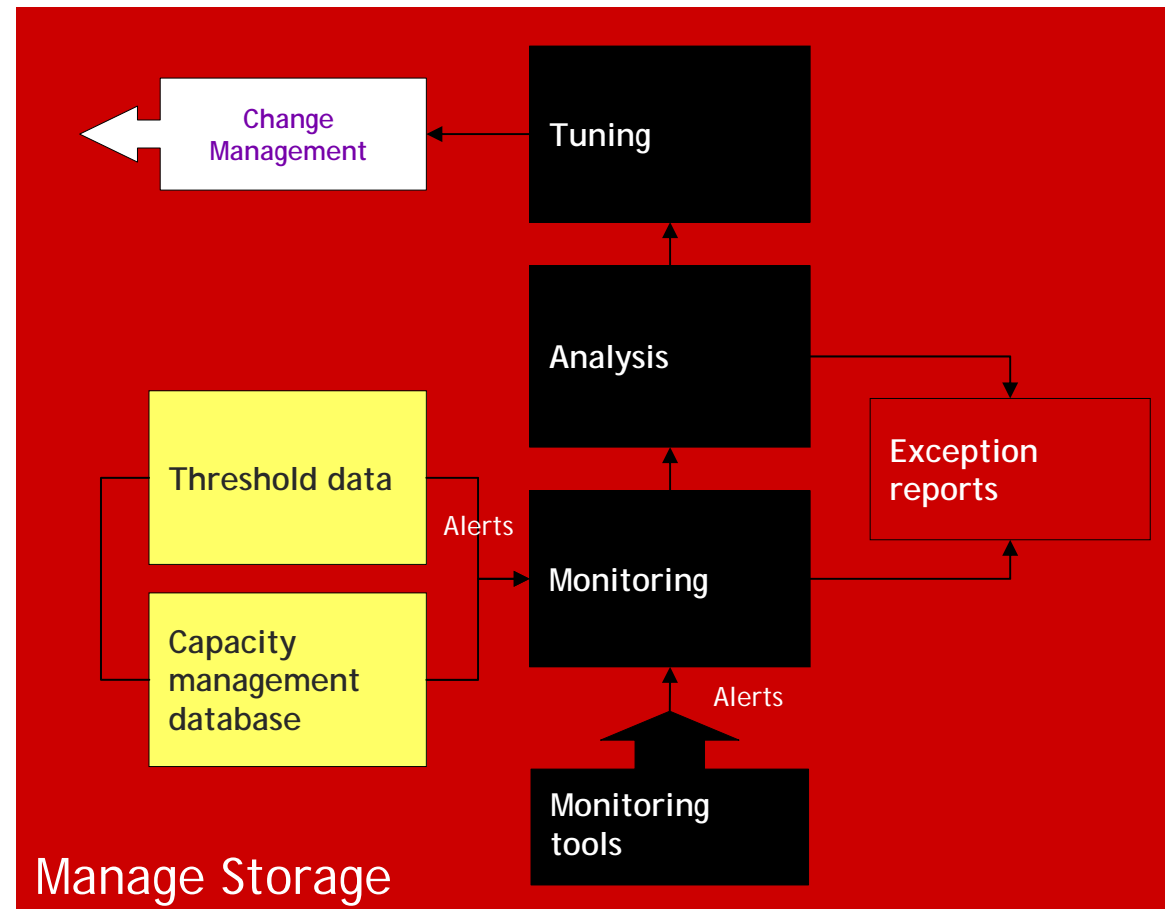 Change
Management
Tuning
Analysis
Threshold data
Exception
reports
Alerts
Monitoring
Capacity
management
database
Alerts
Monitoring
tools
Manage Storage